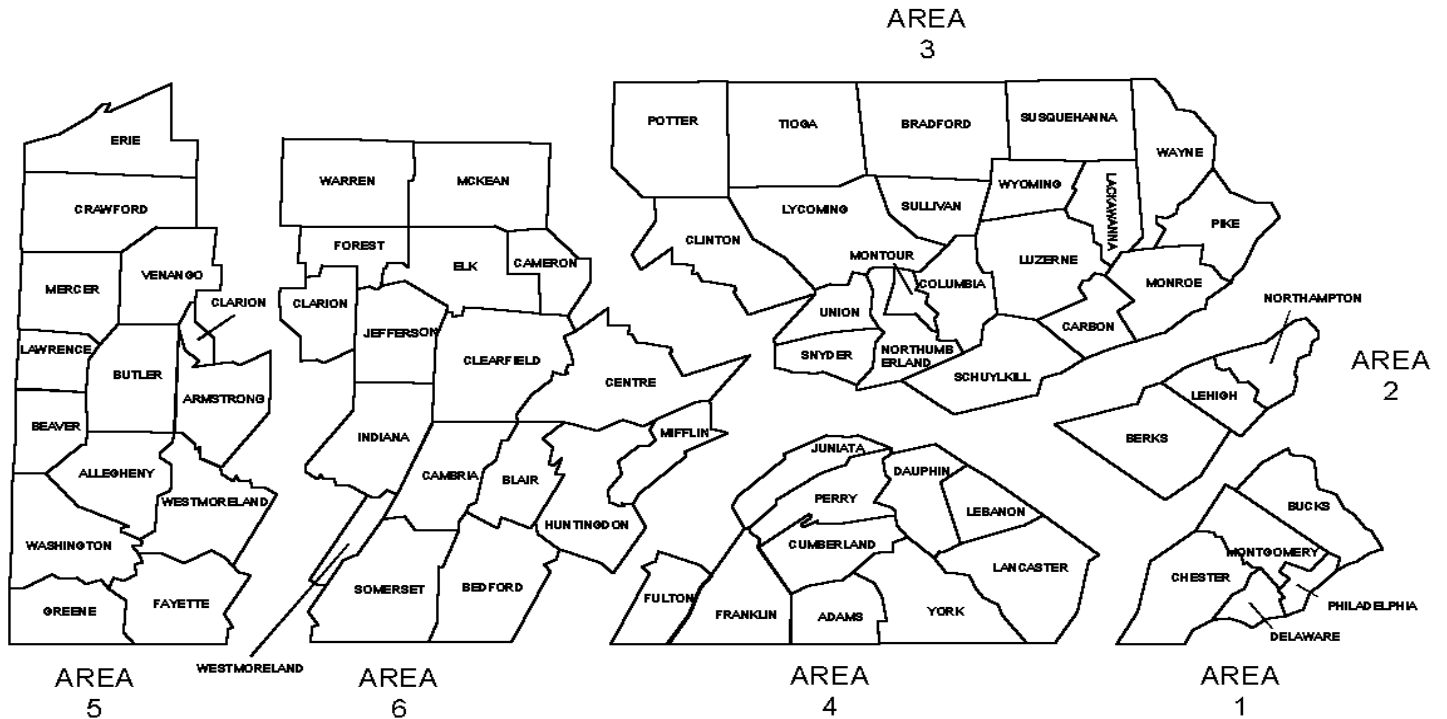 AREA
3
POTTER
TIOGA
BRADFORD
SUSQUEHANNA
WAYNE
WYOMING
LACKAWANNA
LYCOMING
SULLIVAN
PIKE
CLINTON
MONTOUR
COLUMBIA
LUZERNE
MONROE
UNION
CARBON
SNYDER
NORTHUMB
ERLAND
SCHUYLKILL
ERIE
CRAWFORD
VENANGO
MERCER
CLARION
LAWRENCE
BUTLER
ARMSTRONG
BEAVER
ALLEGHENY
WESTMORELAND
WASHINGTON
GREENE
FAYETTE
AREA
5
WARREN
MCKEAN
FOREST
ELK
CAMERON
CLARION
JEFFERSON
CLEARFIELD
CENTRE
INDIANA
MIFFLIN
CAMBRIA
BLAIR
HUNTINGDON
SOMERSET
BEDFORD
WESTMORELAND
AREA
6
JUNIATA
DAUPHIN
PERRY
LEBANON
CUMBERLAND
LANCASTER
FULTON
FRANKLIN
ADAMS
YORK
AREA
4
NORTHAMPTON
LEHIGH
BERKS
AREA
2
BUCKS
MONTGOMERY
CHESTER
PHILADELPHIA
DELAWARE
AREA
1